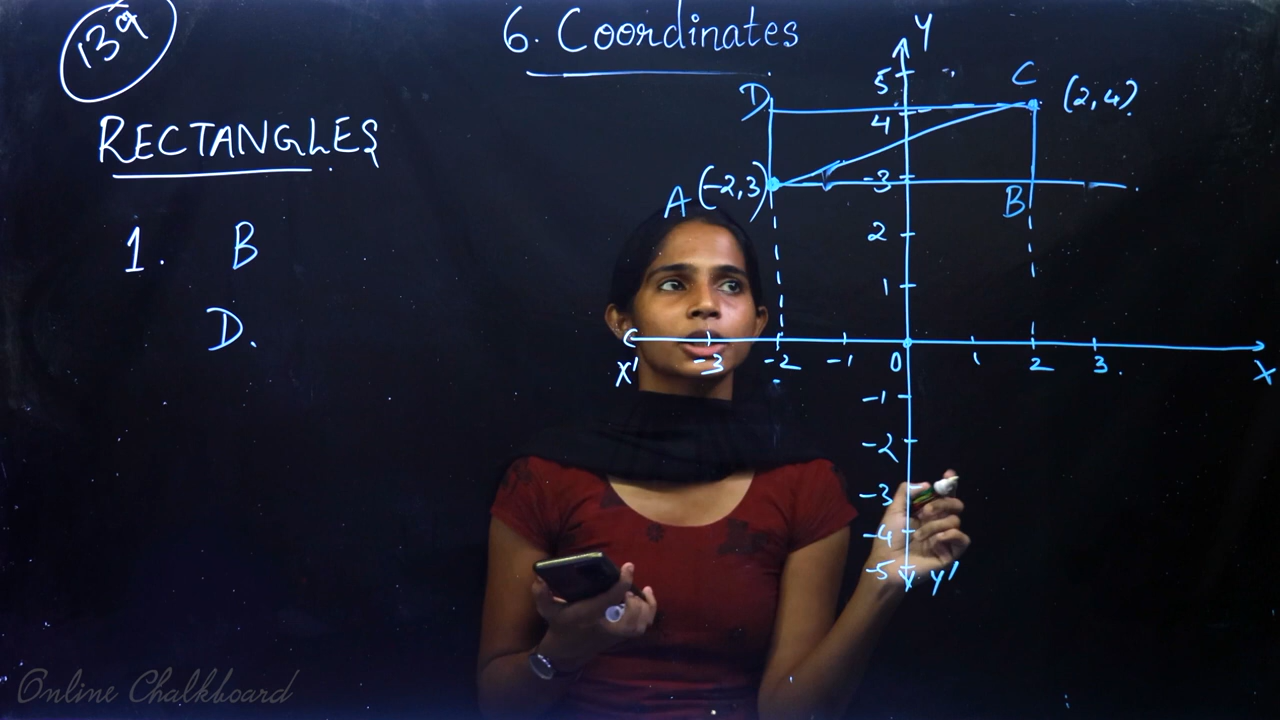 139
6. Coordinates
RECTANGLES
1. B
D.
Y
5
C
(2,4)
D
4
A (-2,3)
3
B
2
1
X' -3 -2 -1 0 1 2 3 X
-1
-2
-3
-4
-5 Y'
Online Chalkboard